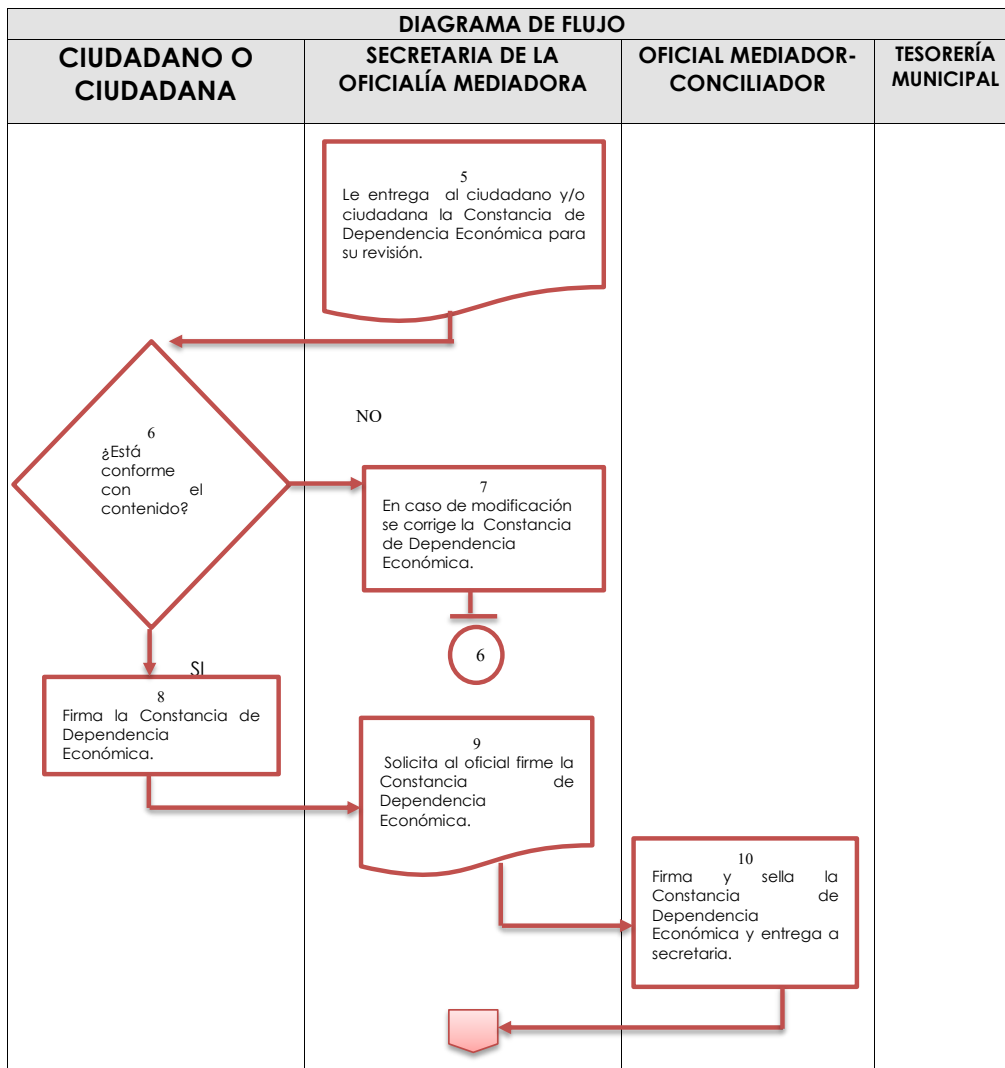 DIAGRAMA DE FLUJO
CIUDADANO O
CIUDADANA
SECRETARIA DE LA
OFICIALÍA MEDIADORA
OFICIAL MEDIADOR-
CONCILIADOR
TESORERÍA
MUNICIPAL
5
Le entrega al ciudadano y/o
ciudadana la Constancia de
Dependencia Económica para
su revisión.
6
¿Está
conforme
con el
contenido?
NO
7
En caso de modificación
se corrige la Constancia
de Dependencia
Económica.
6
SI
8
Firma la Constancia de
Dependencia
Económica.
9
Solicita al oficial firme la
Constancia de
Dependencia
Económica.
10
Firma y sella la
Constancia de
Dependencia
Económica y entrega a
secretaria.